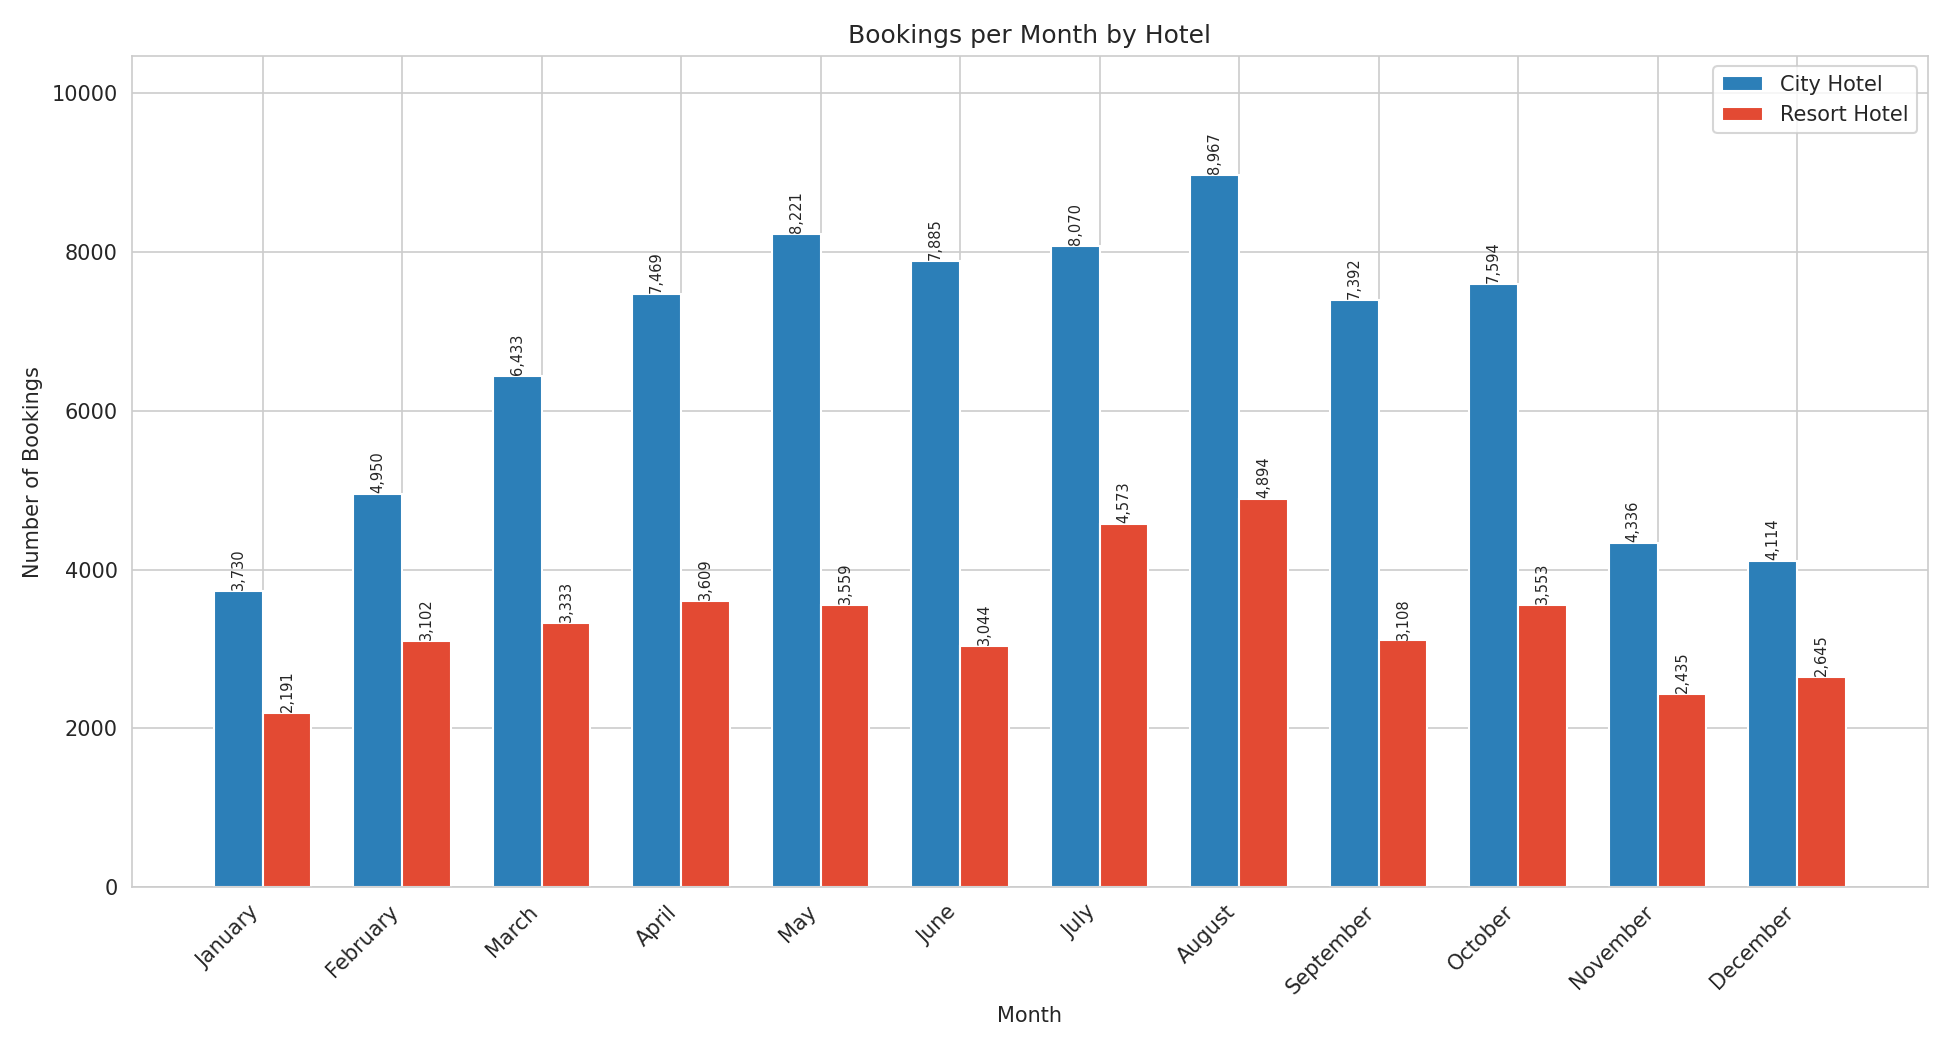 Bookings per Month by Hotel
City Hotel
Resort Hotel
Number of Bookings
10000
8000
6000
4000
2000
0
3,730
2,191
4,950
3,102
6,433
3,333
7,469
3,609
8,221
3,559
7,885
3,044
8,070
4,573
8,967
4,894
7,392
3,108
7,594
3,553
4,336
2,435
4,114
2,645
January
February
March
April
May
June
July
August
September
October
November
December
Month